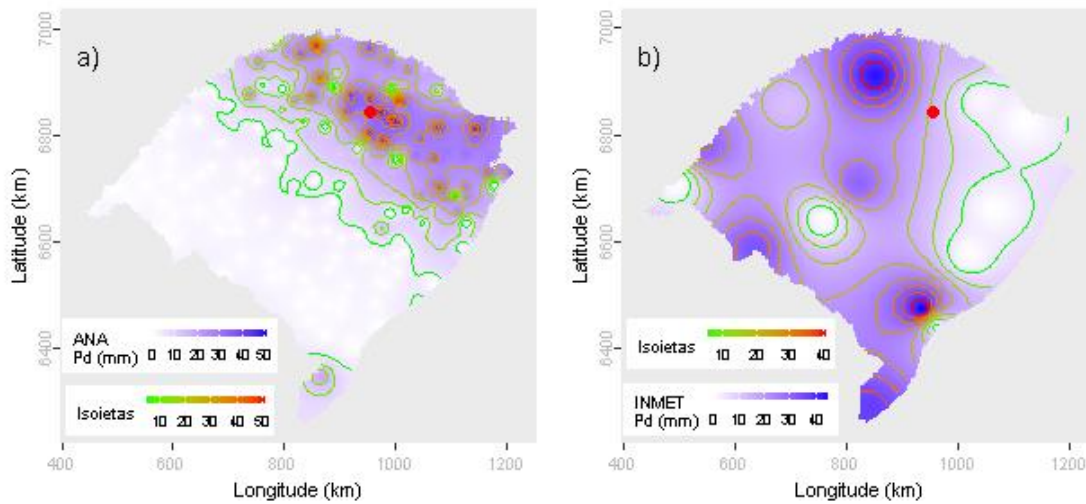 a)
7000
6800
6600
6400
Latitude (km)
ANA
Pd (mm)
0 10 20 30 40 50
Isoietas
10 20 30 40 50
400 600 800 1000 1200
Longitude (km)
b)
7000
6800
6600
6400
Latitude (km)
Isoietas
10 20 30 40
INMET
Pd (mm)
0 10 20 30 40
400 600 800 1000 1200
Longitude (km)